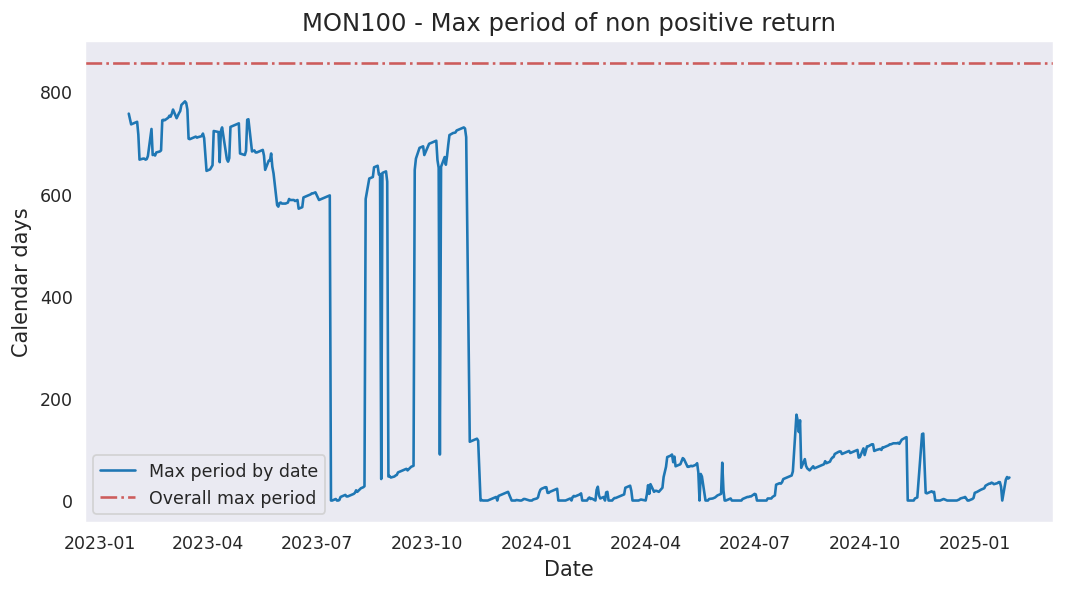 MON100 - Max period of non positive return
Calendar days
800
600
400
200
0
Max period by date
Overall max period
2023-01 2023-04 2023-07 2023-10 2024-01 2024-04 2024-07 2024-10 2025-01
Date